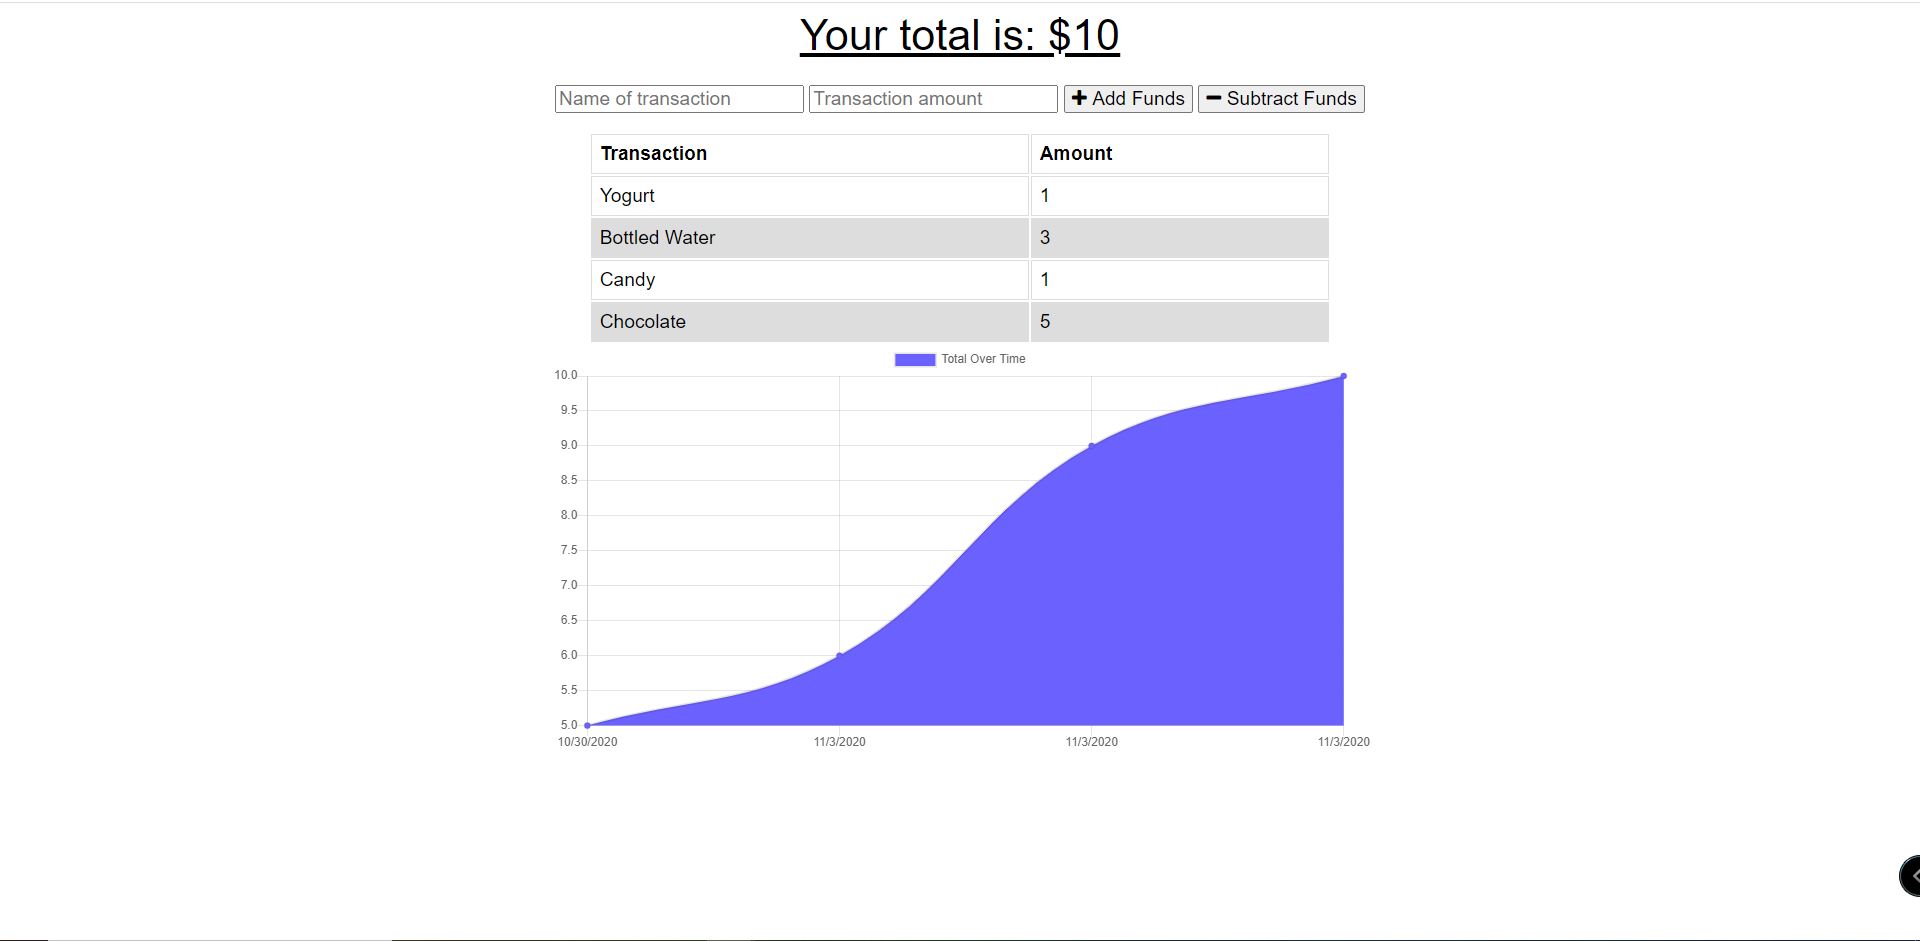 Your total is: $10
Name of transaction Transaction amount Add Funds Subtract Funds
Transaction Amount
Yogurt 1
Bottled Water 3
Candy 1
Chocolate 5
Total Over Time
10.0
9.5
9.0
8.5
8.0
7.5
7.0
6.5
6.0
5.5
5.0
10/30/2020 11/3/2020 11/3/2020 11/3/2020